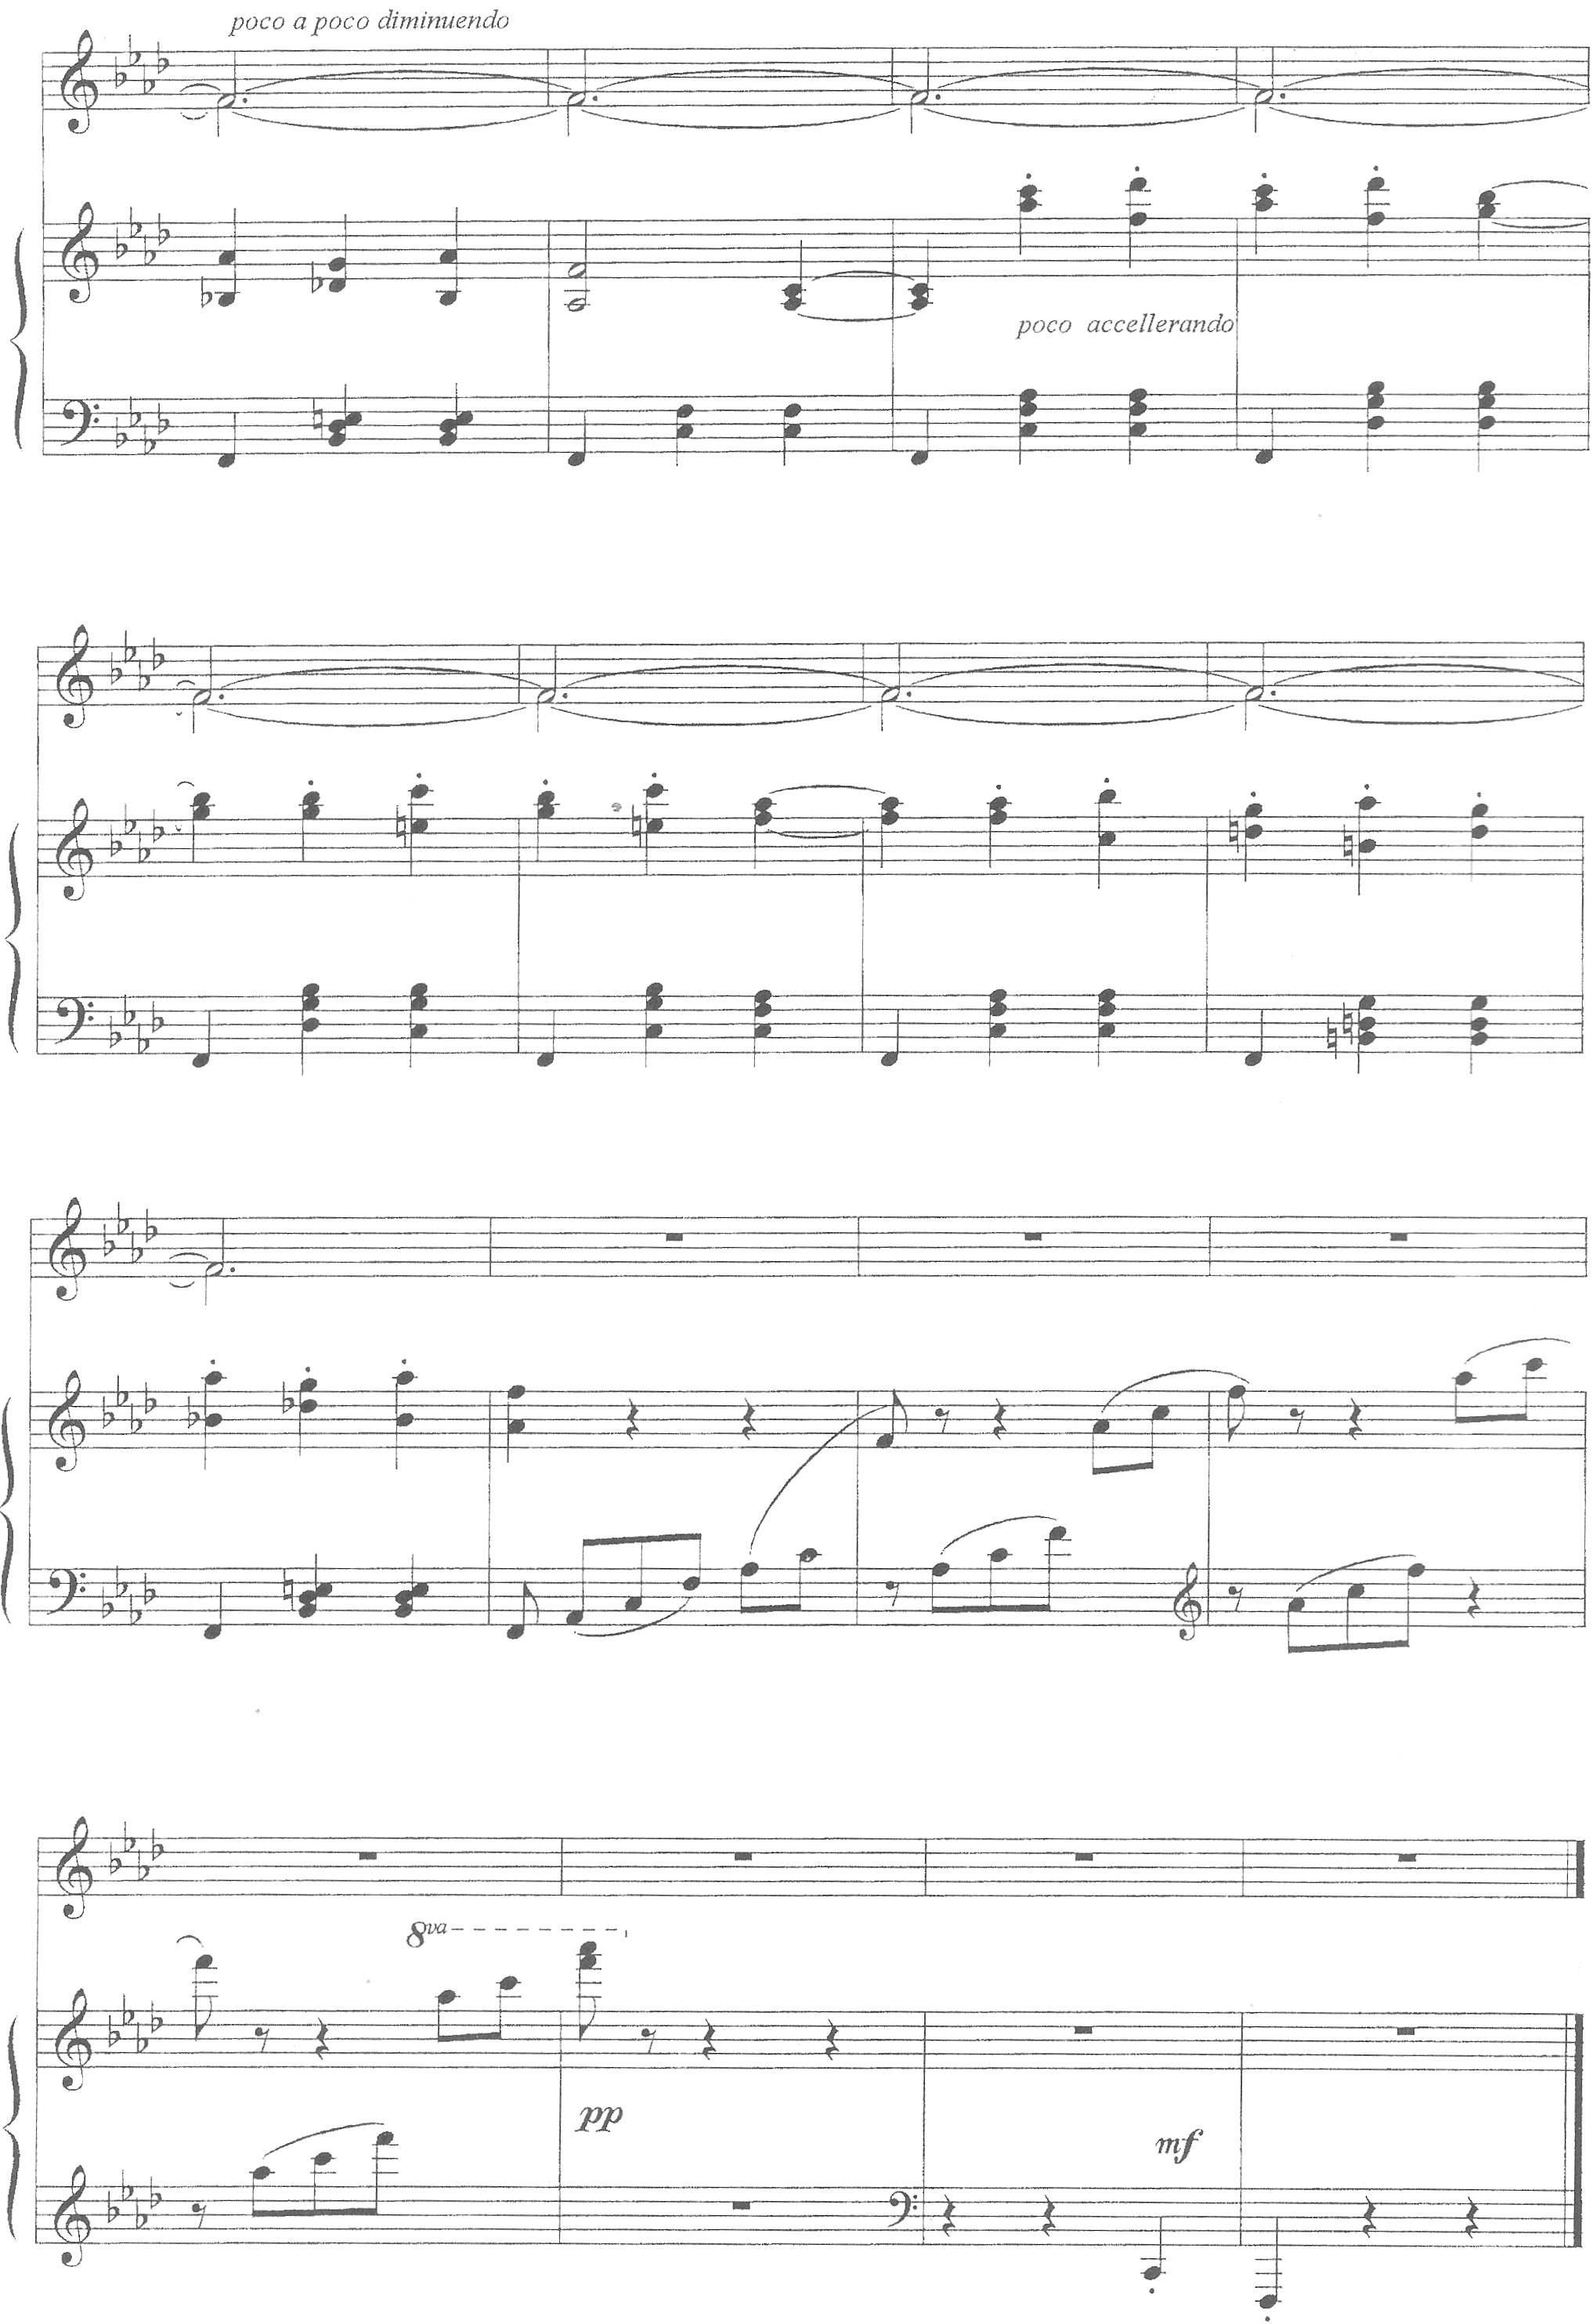 poco a poco diminuendo
poco accellerando
8va
pp
mf